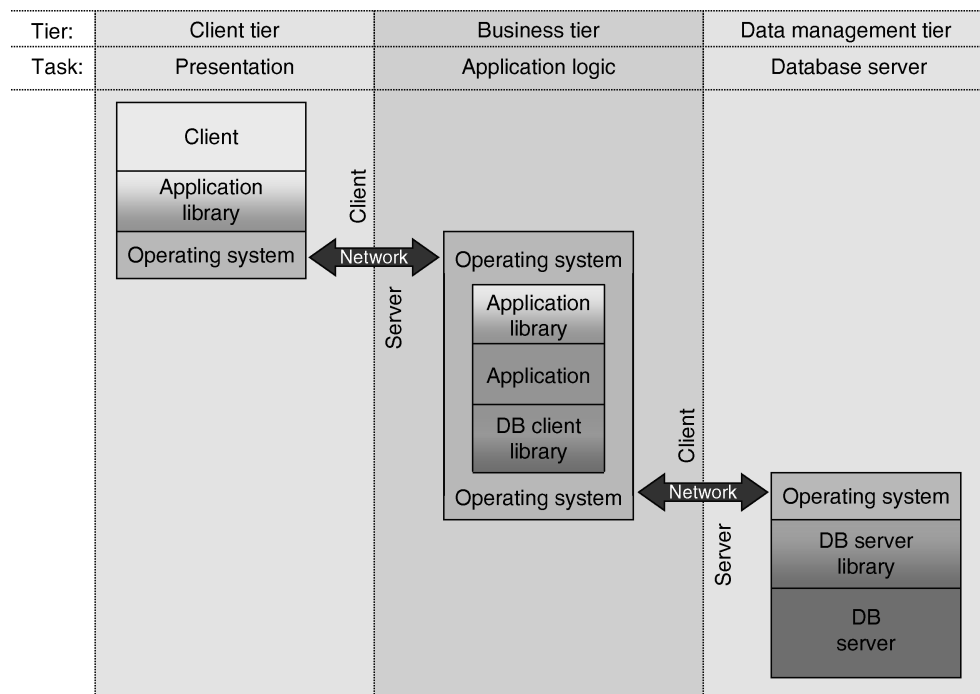 Tier: Client tier Business tier Data management tier
Task: Presentation Application logic Database server
Client
Application
library
Operating system
Client
Network
Server
Operating system
Application
library
Application
DB client
library
Operating system
Client
Network
Server
Operating system
DB server
library
DB
server